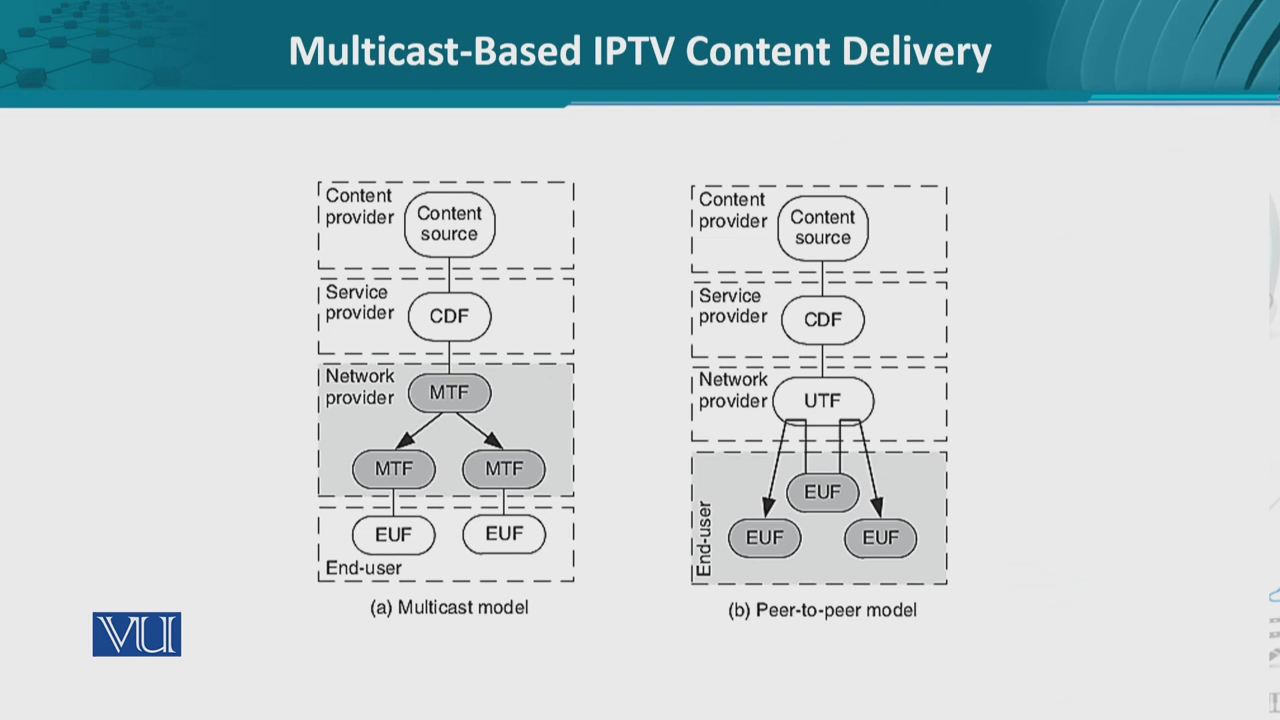 Multicast-Based IPTV Content Delivery
Content
provider
Content
source
Service
provider
CDF
Network
provider
MTF
MTF
MTF
EUF
EUF
End-user
(a) Multicast model
Content
provider
Content
source
Service
provider
CDF
Network
provider
UTF
EUF
EUF
EUF
End-user
(b) Peer-to-peer model
VU